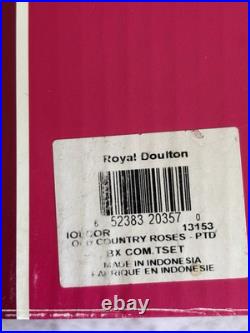 Royal Doulton
6 52383 20357 0
IOLCOR 13153
OLD COUNTRY ROSES - PTD
BX COM.TSET
MADE IN INDONESIA
FABRIQUE EN INDONESIE